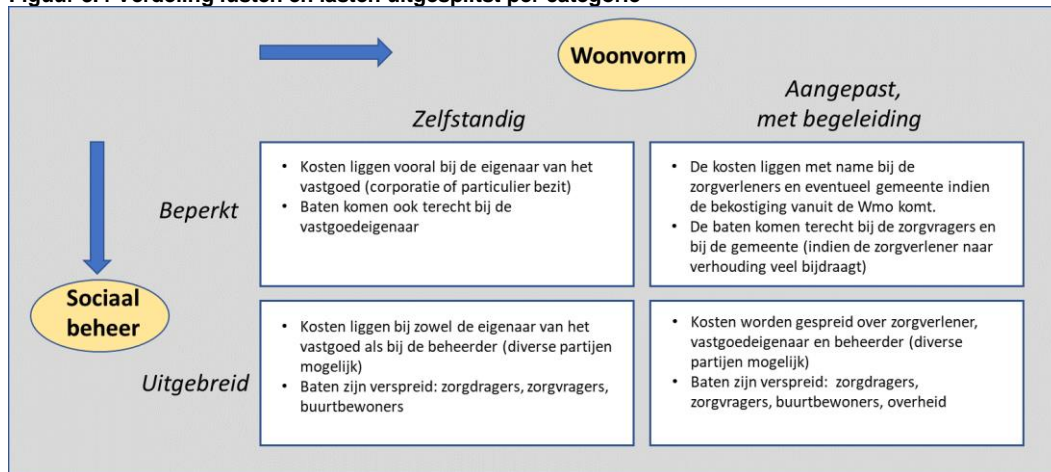 Verdeling lusten en lasten uitgesplitst per categorie
Woonvorm
Zelfstandig
Aangepast,
met begeleiding
Beperkt
• Kosten liggen vooral bij de eigenaar van het
vastgoed (corporatie of particulier bezit)
• Baten komen ook terecht bij de
vastgoedeigenaar
• De kosten liggen met name bij de
zorgverleners en eventueel gemeente indien
de bekostiging vanuit de Wmo komt.
• De baten komen terecht bij de zorgvragers en
bij de gemeente (indien de zorgverlener naar
verhouding veel bijdraagt)
Sociaal
beheer
Uitgebreid
• Kosten liggen bij zowel de eigenaar van het
vastgoed als bij de beheerder (diverse partijen
mogelijk)
• Baten zijn verspreid: zorgdragers, zorgvragers,
buurtbewoners
• Kosten worden gespreid over zorgverlener,
vastgoedeigenaar en beheerder (diverse
partijen mogelijk)
• Baten zijn verspreid: zorgdragers,
zorgvragers, buurtbewoners, overheid